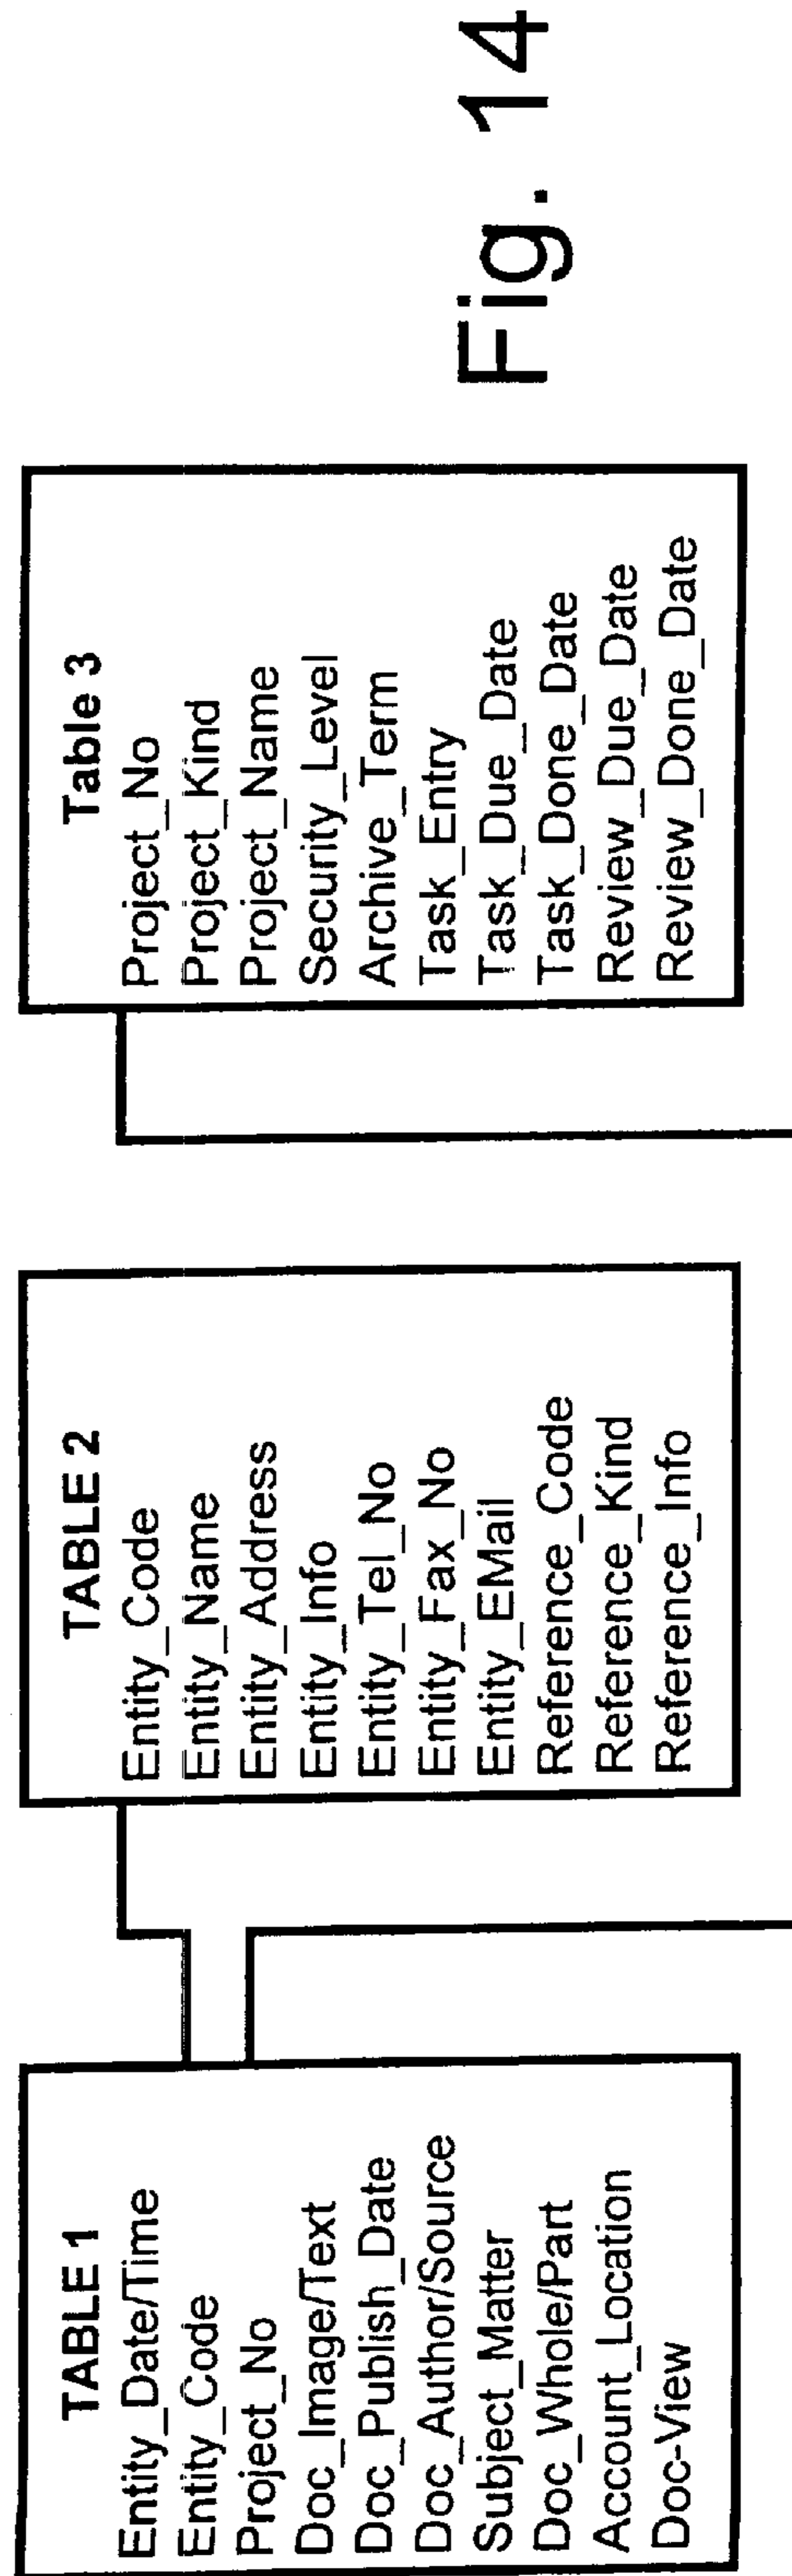 TABLE 1
Entity_Date/Time
Entity_Code
Project_No
Doc_Image/Text
Doc_Publish_Date
Doc_Author/Source
Subject_Matter
Doc_Whole/Part
Account_Location
Doc-View
TABLE 2
Entity_Code
Entity_Name
Entity_Address
Entity_Info
Entity_Tel_No
Entity_Fax_No
Entity_EMail
Reference_Code
Reference_Kind
Reference_Info
Table 3
Project_No
Project_Kind
Project_Name
Security_Level
Archive_Term
Task_Entry
Task_Due_Date
Task_Done_Date
Review_Due_Date
Review_Done_Date
Fig. 14